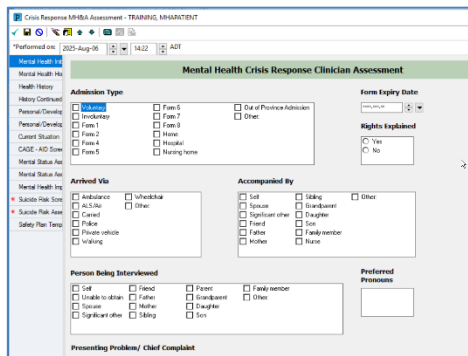 Crisis Response MH&A Assessment - TRAINING, MHAPATIENT
*Performed on: 2025-Aug-06 1422 ADT
Mental Health Int
Mental Health His
Health History
History Continued
Personal/Develop
Personal/Develop
Current Situation
CAGE - AID Scree
Mental Status Ass
Mental Status Ass
Mental Health Imp
Suicide Risk Scre
Suicide Risk Asse
Safety Plan Temp
Mental Health Crisis Response Clinician Assessment
Admission Type
Voluntary
Involuntary
Form 1
Form 2
Form 4
Form 5
Form 6
Form 7
Form 8
Home
Hospital
Nursing home
Out of Province Admission
Other:
Form Expiry Date
Rights Explained
Yes
No
Arrived Via
Ambulance
ALS/Air
Carried
Police
Private vehicle
Walking
Wheelchair
Other:
Accompanied By
Self
Spouse
Significant other
Friend
Father
Mother
Sibling
Grandparent
Daughter
Son
Family member
Nurse
Other:
Person Being Interviewed
Self
Unable to obtain
Spouse
Significant other
Friend
Father
Mother
Sibling
Parent
Grandparent
Daughter
Son
Family member
Other:
Preferred
Pronouns
Presenting Problem/ Chief Complaint